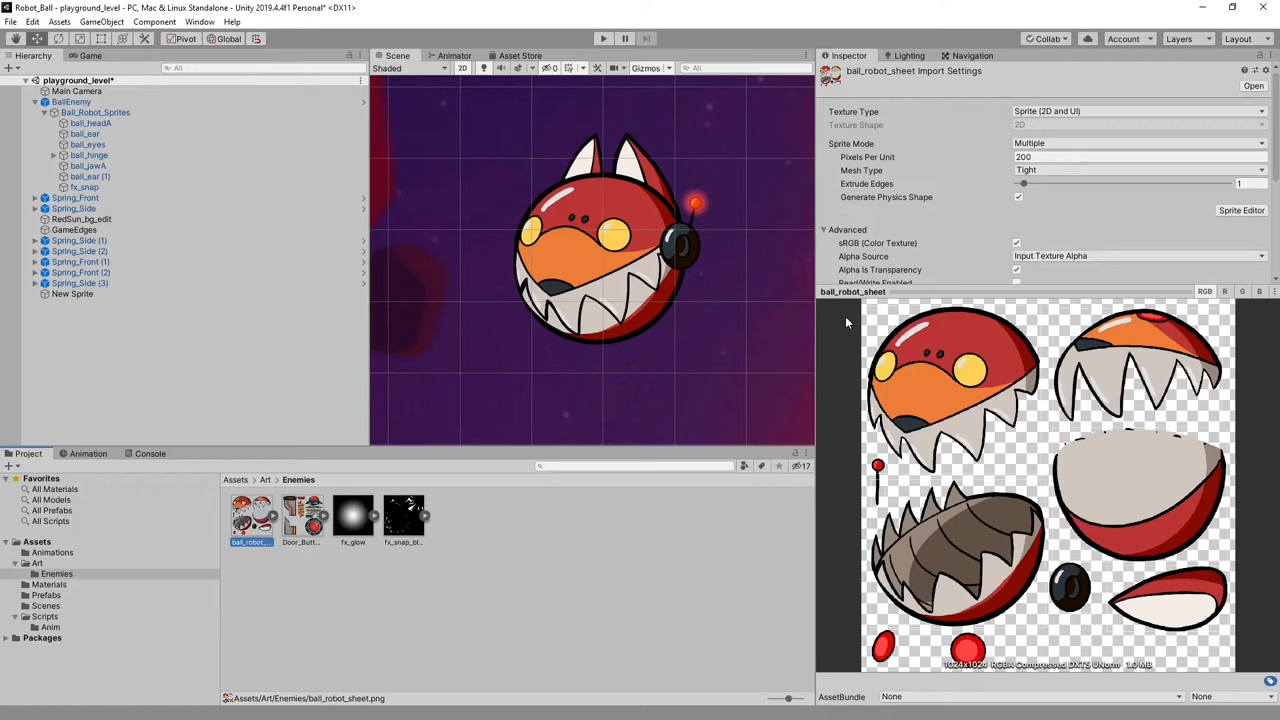 Robot_Ball - playground_level - PC, Mac & Linux Standalone - Unity 2019.4.4f1 Personal* <DX11>
File Edit Assets GameObject Component Window Help
Pivot Global Collab Account Layers Layout
Hierarchy Game
All
playground_level*
Main Camera
BallEnemy
Ball_Robot_Sprites
ball_headA
ball_ear
ball_eyes
ball_hinge
ball_jawA
ball_ear (1)
fx_snap
Spring_Front
Spring_Side
RedSun_bg_edit
GameEdges
Spring_Side (1)
Spring_Side (2)
Spring_Front (1)
Spring_Front (2)
Spring_Side (3)
New Sprite
Scene Animator Asset Store
Shaded 2D 0 Gizmos All
Inspector Lighting Navigation
ball_robot_sheet Import Settings
Open
Texture Type Sprite (2D and UI)
Texture Shape 2D
Sprite Mode Multiple
Pixels Per Unit 200
Mesh Type Tight
Extrude Edges 1
Generate Physics Shape
Sprite Editor
Advanced
sRGB (Color Texture)
Alpha Source Input Texture Alpha
Alpha Is Transparency
Read/Write Enabled
ball_robot_sheet RGB R G B
1024x1024 RGBA Compressed DXT5 UNorm 1.0 MB
AssetBundle None None
Project Animation Console
17
Favorites
All Materials
All Models
All Prefabs
All Scripts
Assets
Animations
Art
Enemies
Materials
Prefabs
Scenes
Scripts
Anim
Packages
Assets Art Enemies
ball_robot_... Door_Butt... fx_glow fx_snap_bl...
Assets/Art/Enemies/ball_robot_sheet.png